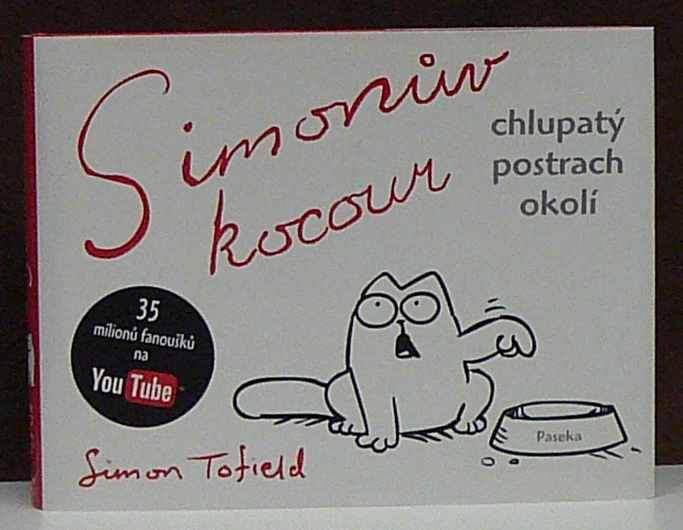 Simonův
kocour
chlupatý
postrach
okolí
35
milionů fanoušků
na
YouTube
Simon Tofield
Paseka